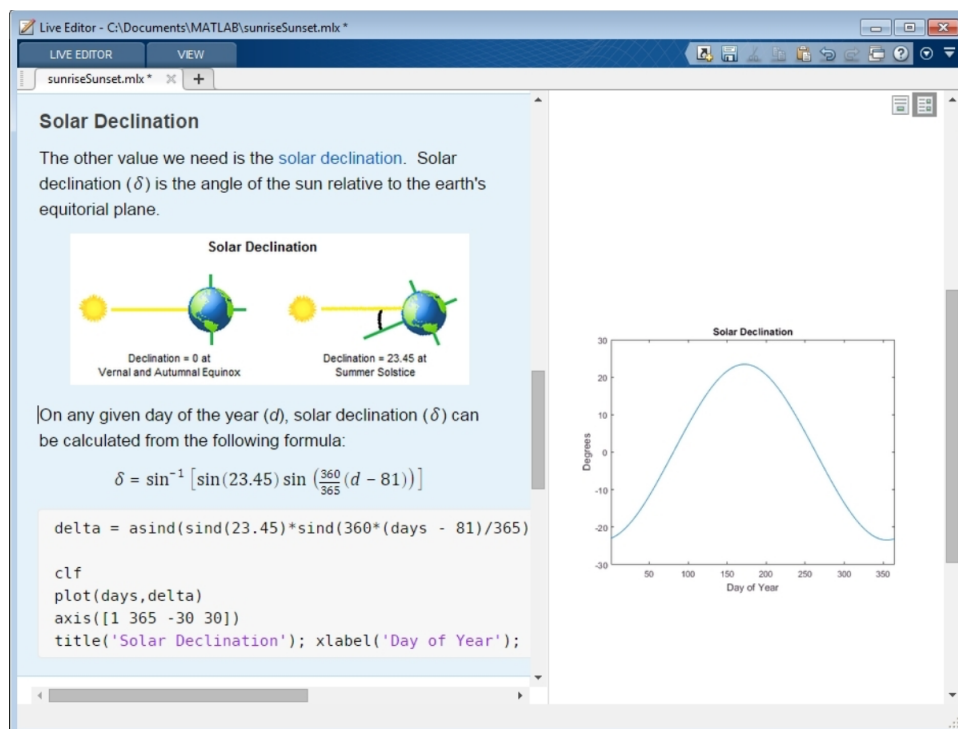 Live Editor - C:\Documents\MATLAB\sunriseSunset.mlx *
LIVE EDITOR VIEW
sunriseSunset.mlx *
Solar Declination
The other value we need is the solar declination. Solar
declination (δ) is the angle of the sun relative to the earth's
equitorial plane.
Solar Declination
Declination = 0 at
Vernal and Autumnal Equinox
Declination = 23.45 at
Summer Solstice
On any given day of the year (d), solar declination (δ) can
be calculated from the following formula:
δ = sin⁻¹ [sin(23.45) sin (360/365 (d − 81))]
delta = asind(sind(23.45)*sind(360*(days - 81)/365)
clf
plot(days,delta)
axis([1 365 -30 30])
title('Solar Declination'); xlabel('Day of Year');
Solar Declination
Degrees
30
20
10
0
-10
-20
-30
50 100 150 200 250 300 350
Day of Year